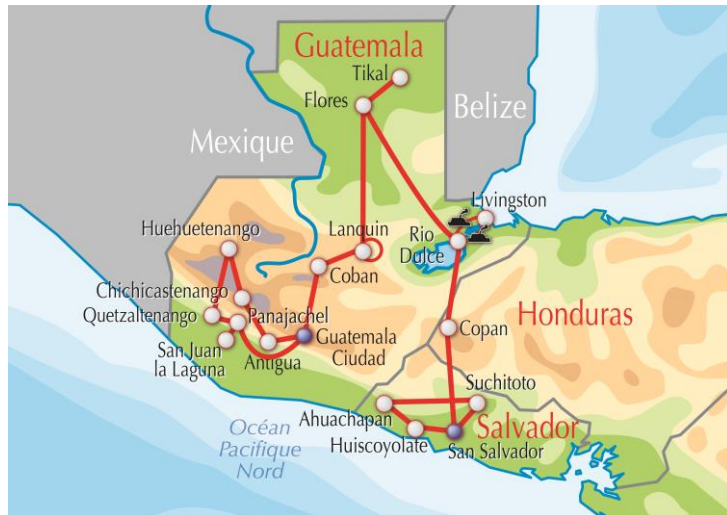 Guatemala
Tikal
Flores
Belize
Mexique
Livingston
Huehuetenango
Lanquin
Rio
Dulce
Coban
Chichicastenango
Quetzaltenango
Panajachel
Honduras
Guatemala
Ciudad
Copan
San Juan
la Laguna
Antigua
Suchitoto
Ahuachapan
Salvador
Océan
Pacifique
Nord
Huiscoyolate
San Salvador